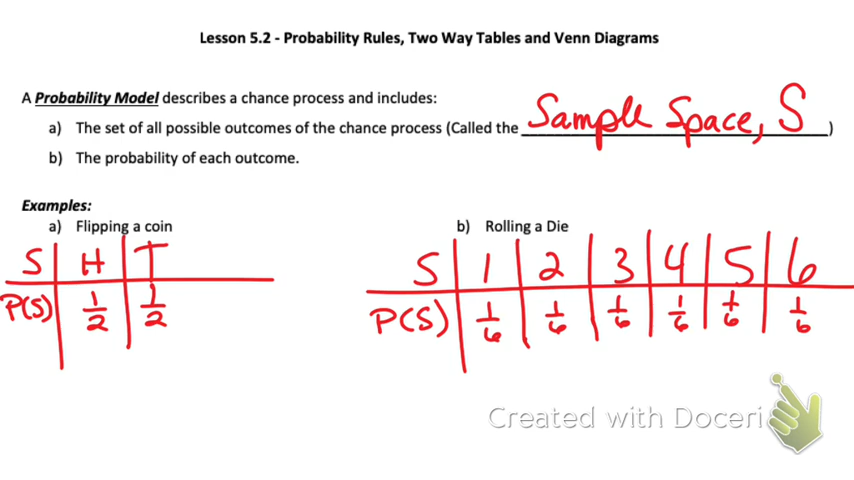 Lesson 5.2 - Probability Rules, Two Way Tables and Venn Diagrams
A Probability Model describes a chance process and includes:
a) The set of all possible outcomes of the chance process (Called the Sample Space, S)
b) The probability of each outcome.
Examples:
a) Flipping a coin
S H T
P(S) 1/2 1/2
b) Rolling a Die
S 1 2 3 4 5 6
P(S) 1/6 1/6 1/6 1/6 1/6 1/6
Created with Doceri